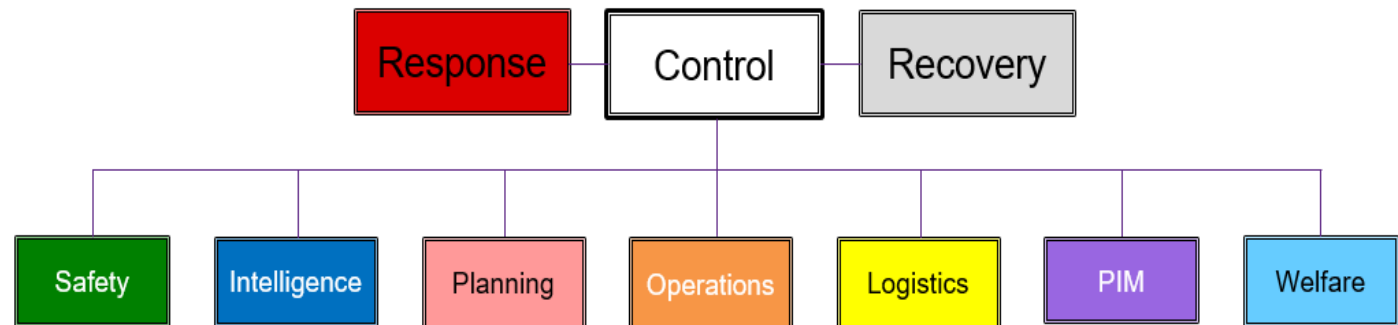 Response
Control
Recovery
Safety
Intelligence
Planning
Operations
Logistics
PIM
Welfare